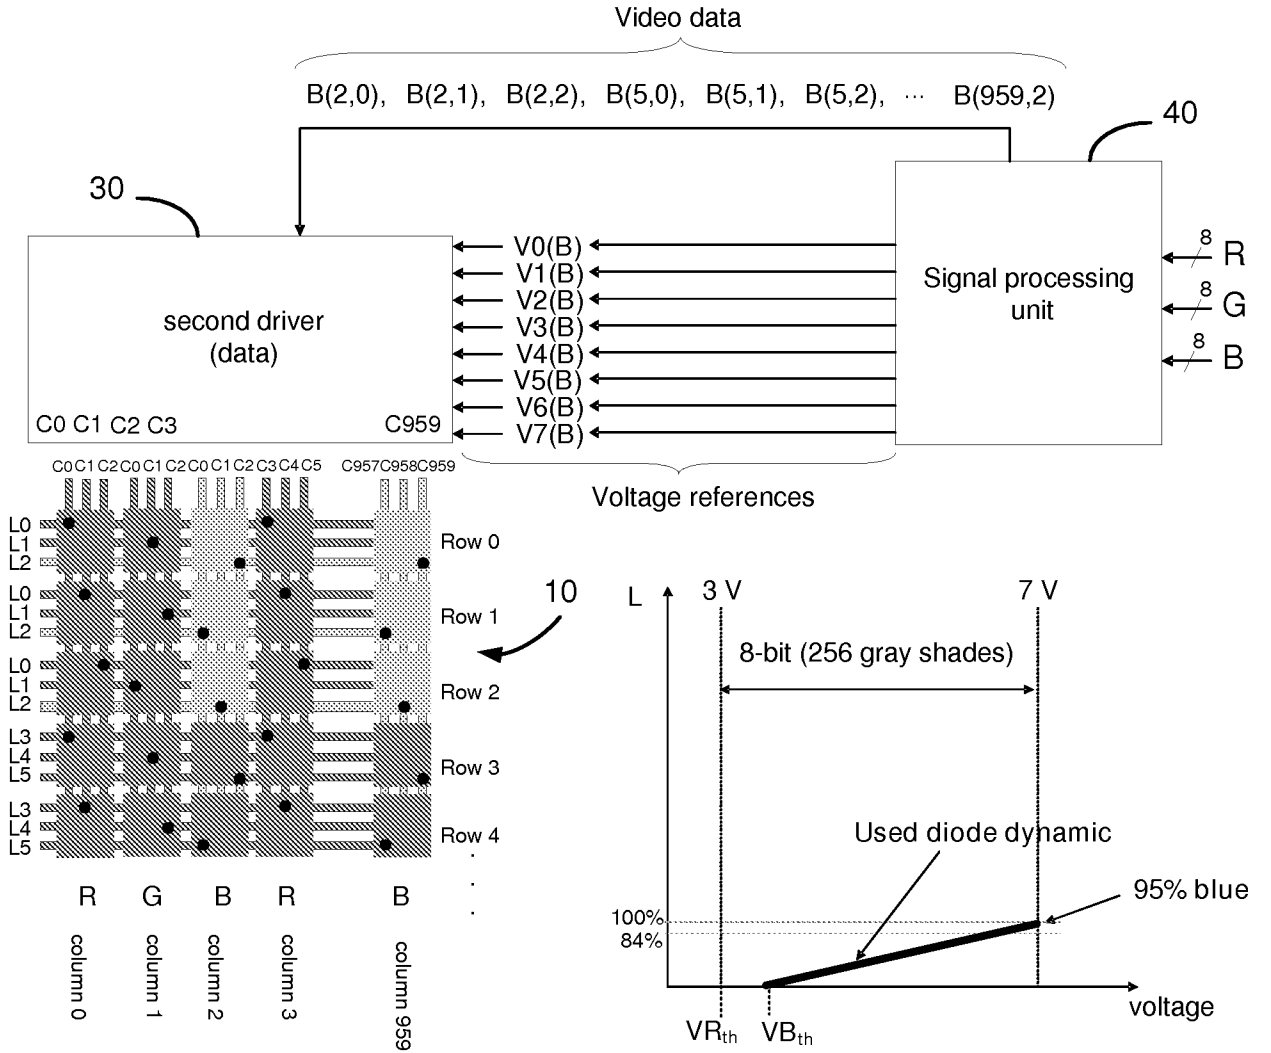 Video data
B(2,0), B(2,1), B(2,2), B(5,0), B(5,1), B(5,2), ··· B(959,2)
40
30
second driver
(data)
C0 C1 C2 C3 C959
V0(B)
V1(B)
V2(B)
V3(B)
V4(B)
V5(B)
V6(B)
V7(B)
Voltage references
Signal processing
unit
8 R
8 G
8 B
C0 C1 C2 C0 C1 C2 C0 C1 C2 C3 C4 C5 C957 C958 C959
L0
L1
L2
Row 0
L0
L1
L2
Row 1
L0
L1
L2
Row 2
L3
L4
L5
Row 3
L3
L4
L5
Row 4
R G B R B
column 0
column 1
column 2
column 3
column 959
10
L
3 V
7 V
8-bit (256 gray shades)
Used diode dynamic
95% blue
100%
84%
voltage
VRth
VBth